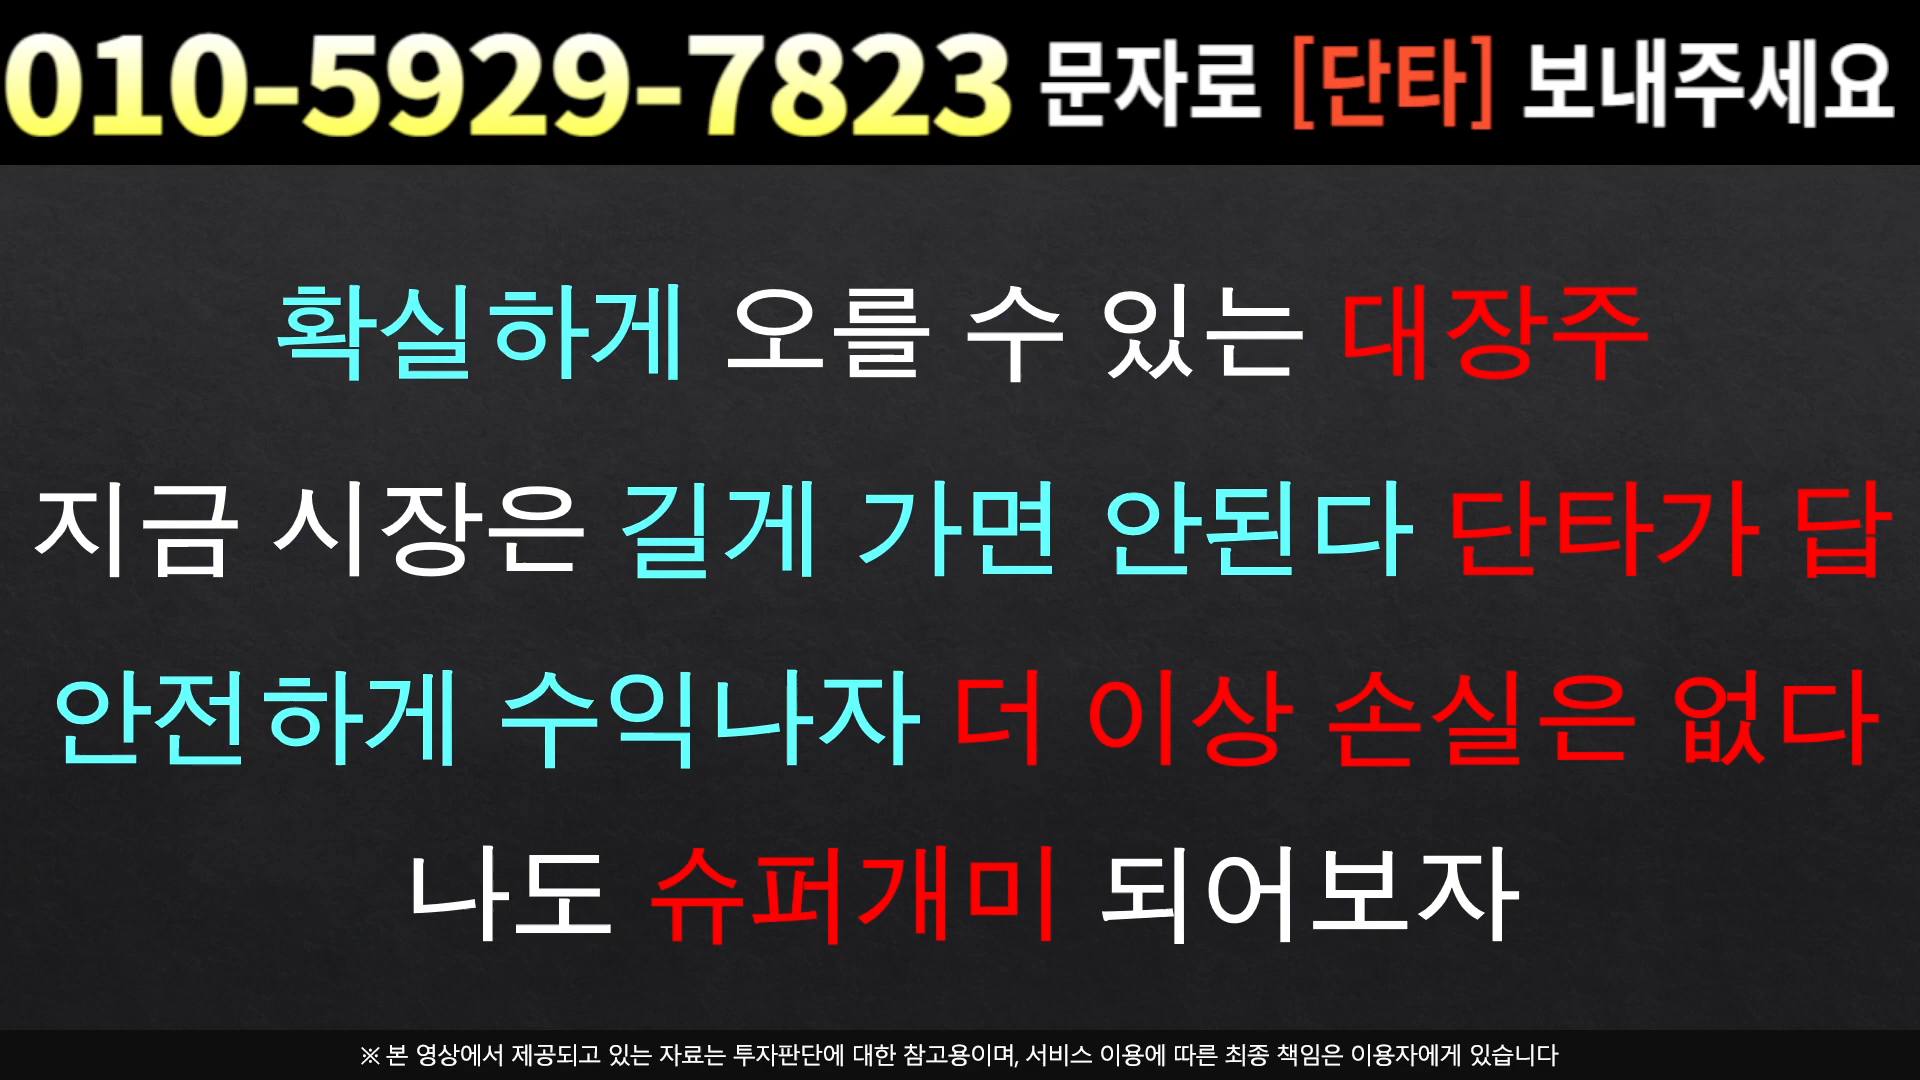 010-5929-7823 문자로 [단타] 보내주세요
확실하게 오를 수 있는 대장주
지금 시장은 길게 가면 안된다 단타가 답
안전하게 수익나자 더 이상 손실은 없다
나도 슈퍼개미 되어보자
※ 본 영상에서 제공되고 있는 자료는 투자판단에 대한 참고용이며, 서비스 이용에 따른 최종 책임은 이용자에게 있습니다